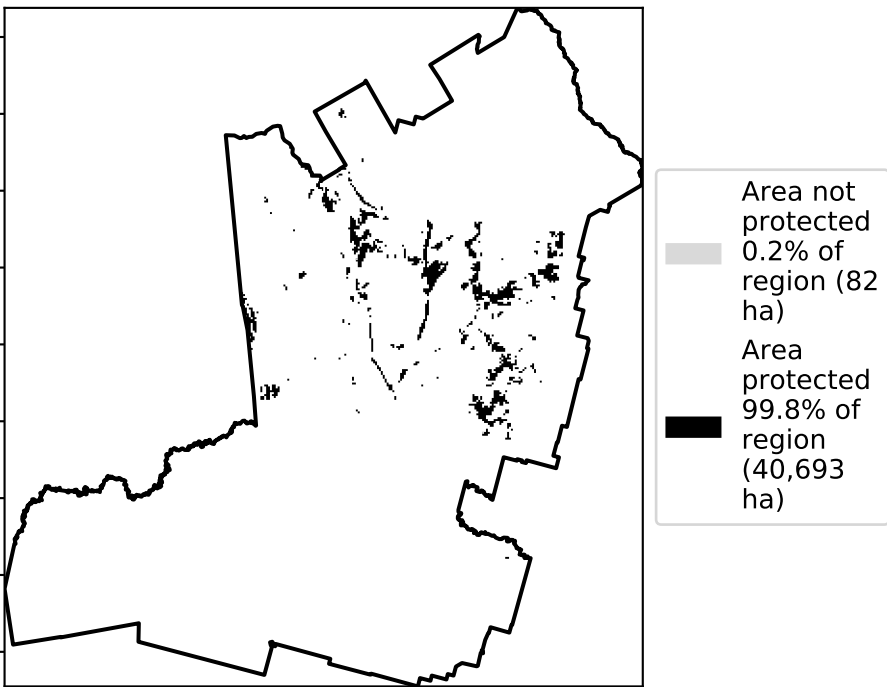 Area not
protected
0.2% of
region (82
ha)
Area
protected
99.8% of
region
(40,693
ha)